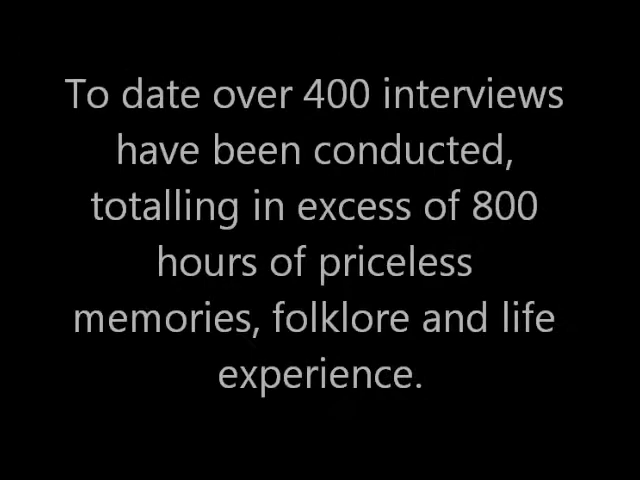 To date over 400 interviews
have been conducted,
totalling in excess of 800
hours of priceless
memories, folklore and life
experience.